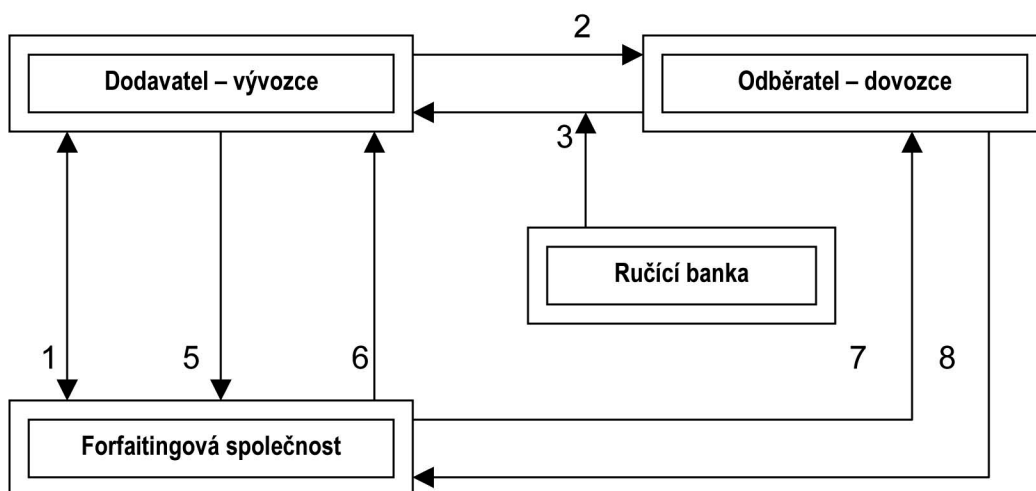 2
Dodavatel – vývozce
Odběratel – dovozce
3
Ručící banka
1
5
6
7
8
Forfaitingová společnost